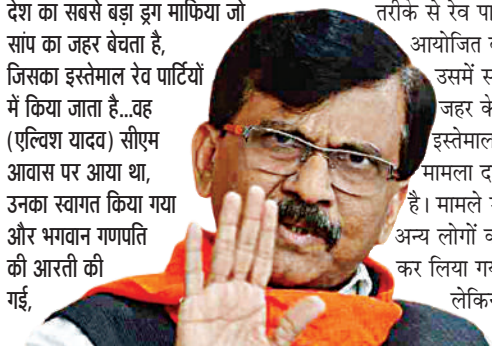 देश का सबसे बड़ा ड्रग माफिया जो
सांप का जहर बेचता है,
जिसका इस्तेमाल रेव पार्टियों
में किया जाता है...वह
(एल्विश यादव) सीएम
आवास पर आया था,
उनका स्वागत किया गया
और भगवान गणपति
की आरती की
गई,
तरीके से रेव
आयोजित
उसमें
जहर के
इस्तेमाल
मामला
है। मामले
अन्य लोगों
कर लिया
लेकिन